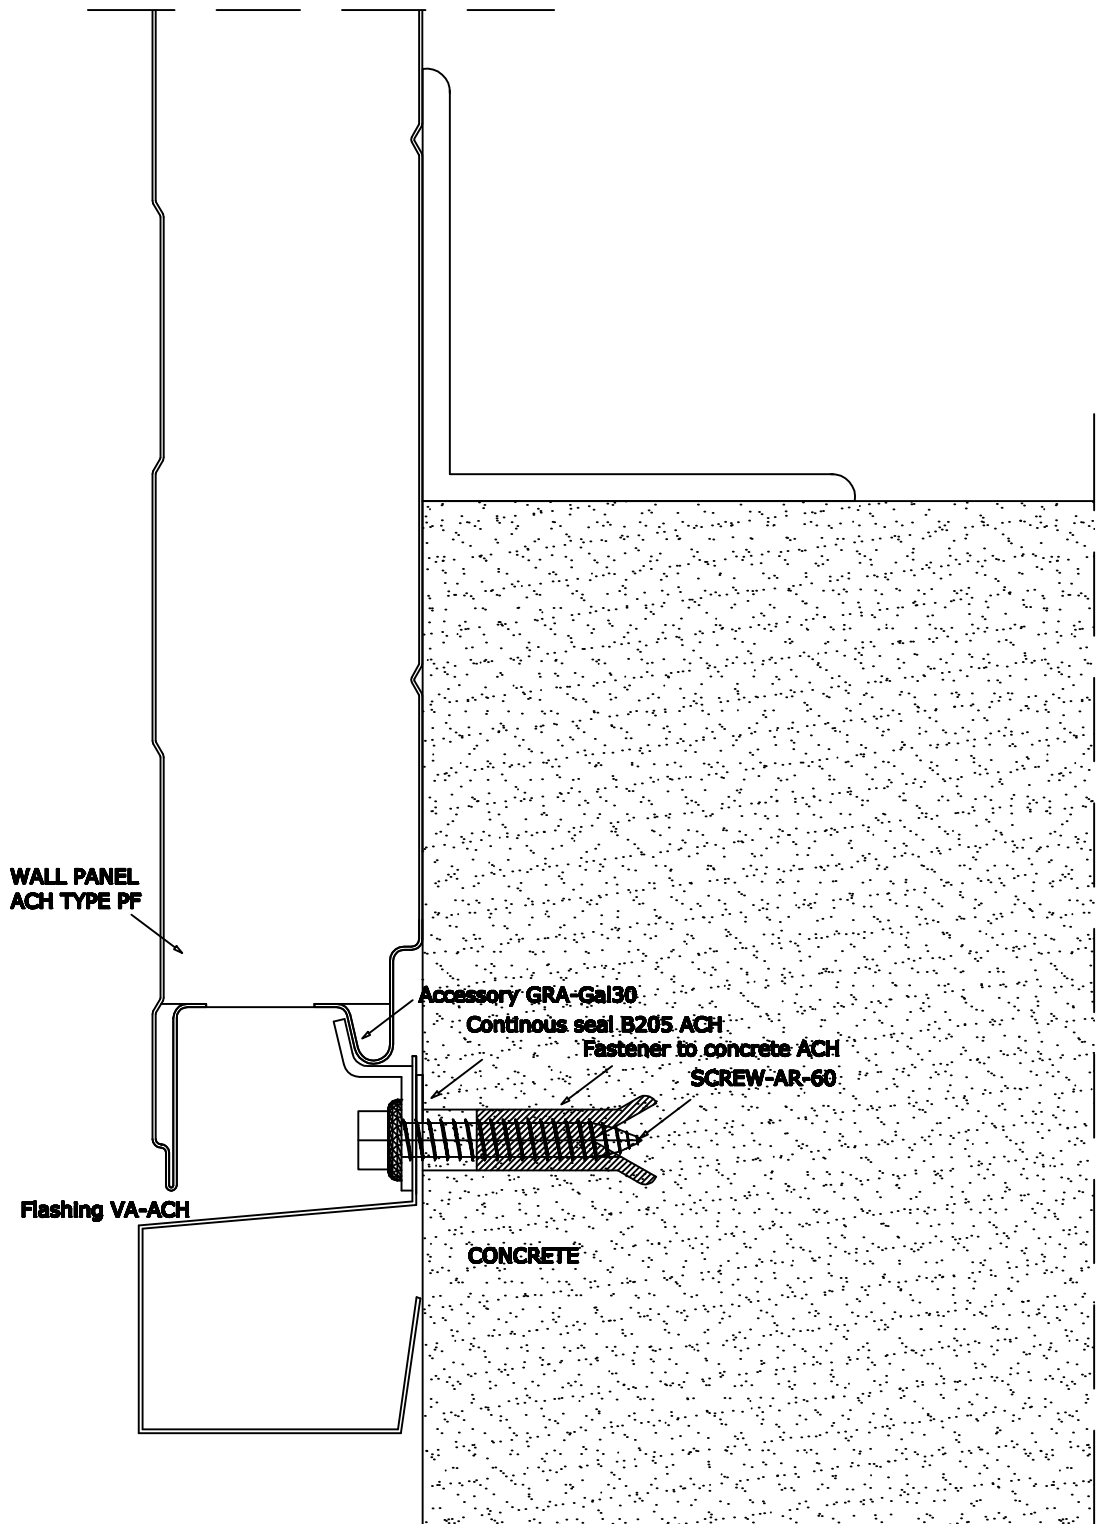 WALL PANEL
ACH TYPE PF
Accessory GRA-Gal30
Continous seal B205 ACH
Fastener to concrete ACH
SCREW-AR-60
Flashing VA-ACH
CONCRETE